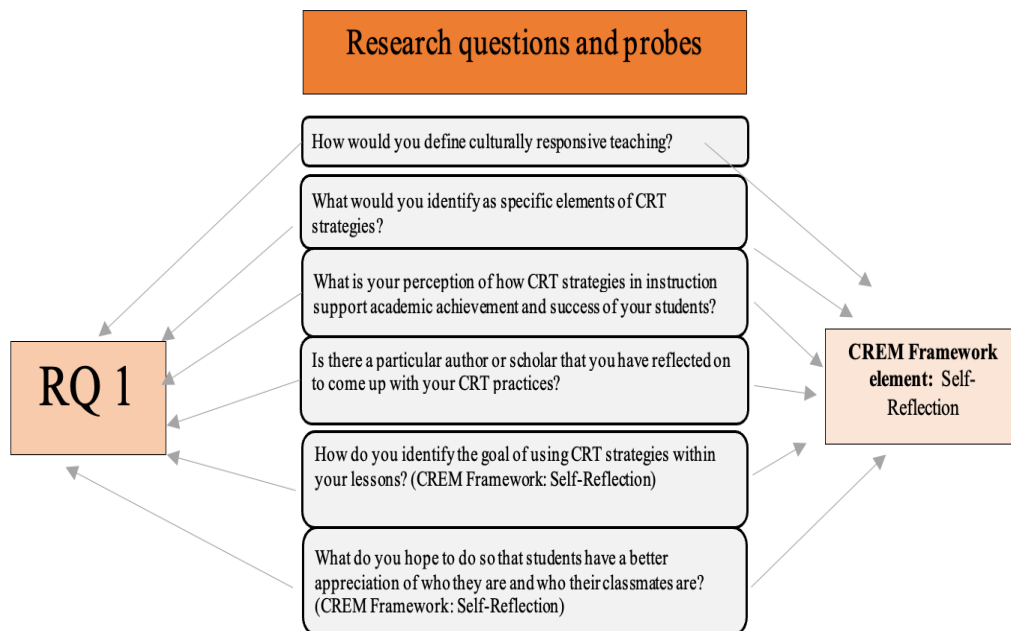 Research questions and probes
How would you define culturally responsive teaching?
What would you identify as specific elements of CRT
strategies?
What is your perception of how CRT strategies in instruction
support academic achievement and success of your students?
Is there a particular author or scholar that you have reflected on
to come up with your CRT practices?
How do you identify the goal of using CRT strategies within
your lessons? (CREM Framework: Self-Reflection)
What do you hope to do so that students have a better
appreciation of who they are and who their classmates are?
(CREM Framework: Self-Reflection)
RQ 1
CREM Framework
element: Self-
Reflection